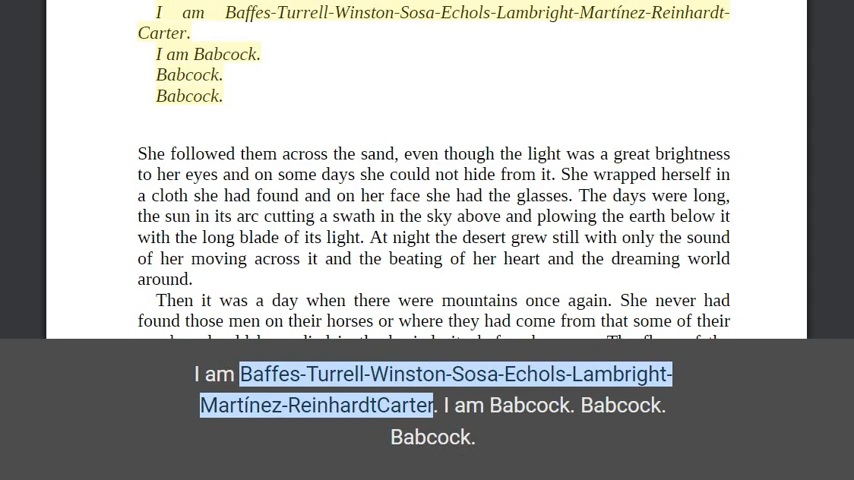 I am Baffes-Turrell-Winston-Sosa-Echols-Lambright-Martínez-Reinhardt-
Carter.
I am Babcock.
Babcock.
Babcock.
She followed them across the sand, even though the light was a great brightness
to her eyes and on some days she could not hide from it. She wrapped herself in
a cloth she had found and on her face she had the glasses. The days were long,
the sun in its arc cutting a swath in the sky above and plowing the earth below it
with the long blade of its light. At night the desert grew still with only the sound
of her moving across it and the beating of her heart and the dreaming world
around.
Then it was a day when there were mountains once again. She never had
found those men on their horses or where they had come from that some of their
I am Baffes-Turrell-Winston-Sosa-Echols-Lambright-
Martínez-ReinhardtCarter. I am Babcock. Babcock.
Babcock.